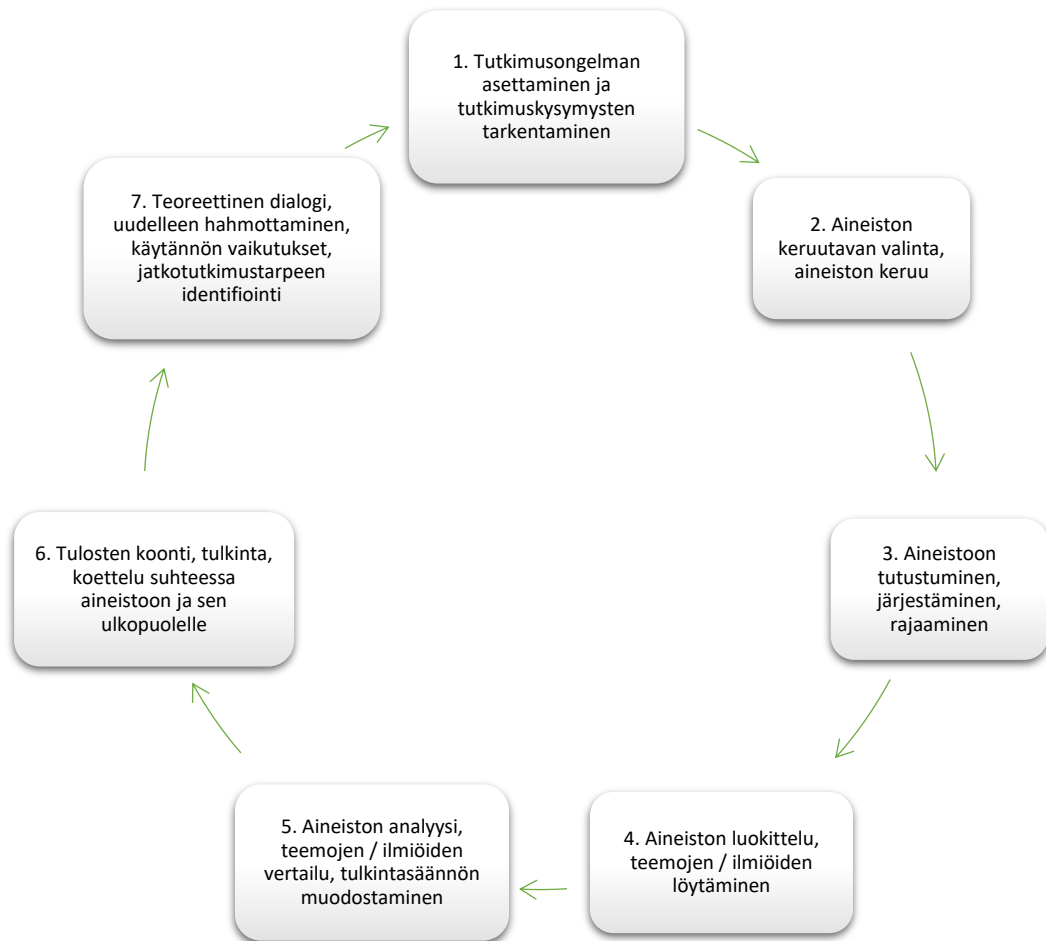 1. Tutkimusongelman
asettaminen ja
tutkimuskysymysten
tarkentaminen
2. Aineiston
keruutavan valinta,
aineiston keruu
3. Aineistoon
tutustuminen,
järjestäminen,
rajaaminen
4. Aineiston luokittelu,
teemojen / ilmiöiden
löytäminen
5. Aineiston analyysi,
teemojen / ilmiöiden
vertailu, tulkintasäännön
muodostaminen
6. Tulosten koonti, tulkinta,
koettelu suhteessa
aineistoon ja sen
ulkopuolelle
7. Teoreettinen dialogi,
uudelleen hahmottaminen,
käytännön vaikutukset,
jatkotutkimustarpeen
identifiointi